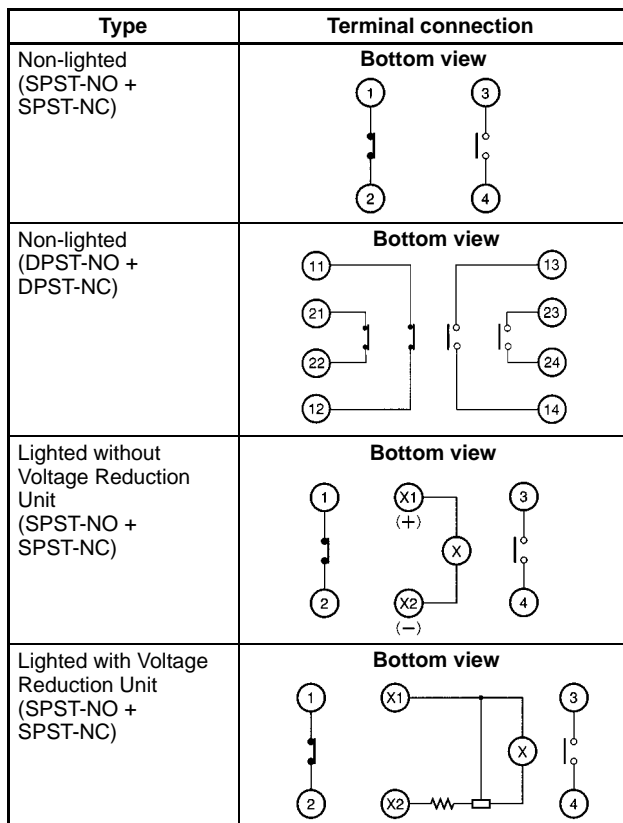 Type
Terminal connection
Non-lighted
(SPST-NO +
SPST-NC)
Bottom view
1
3
2
4
Non-lighted
(DPST-NO +
DPST-NC)
Bottom view
11
13
21
23
22
24
12
14
Lighted without
Voltage Reduction
Unit
(SPST-NO +
SPST-NC)
Bottom view
1
X1
3
(+)
X
2
X2
4
(−)
Lighted with Voltage
Reduction Unit
(SPST-NO +
SPST-NC)
Bottom view
1
X1
3
X
2
X2
4